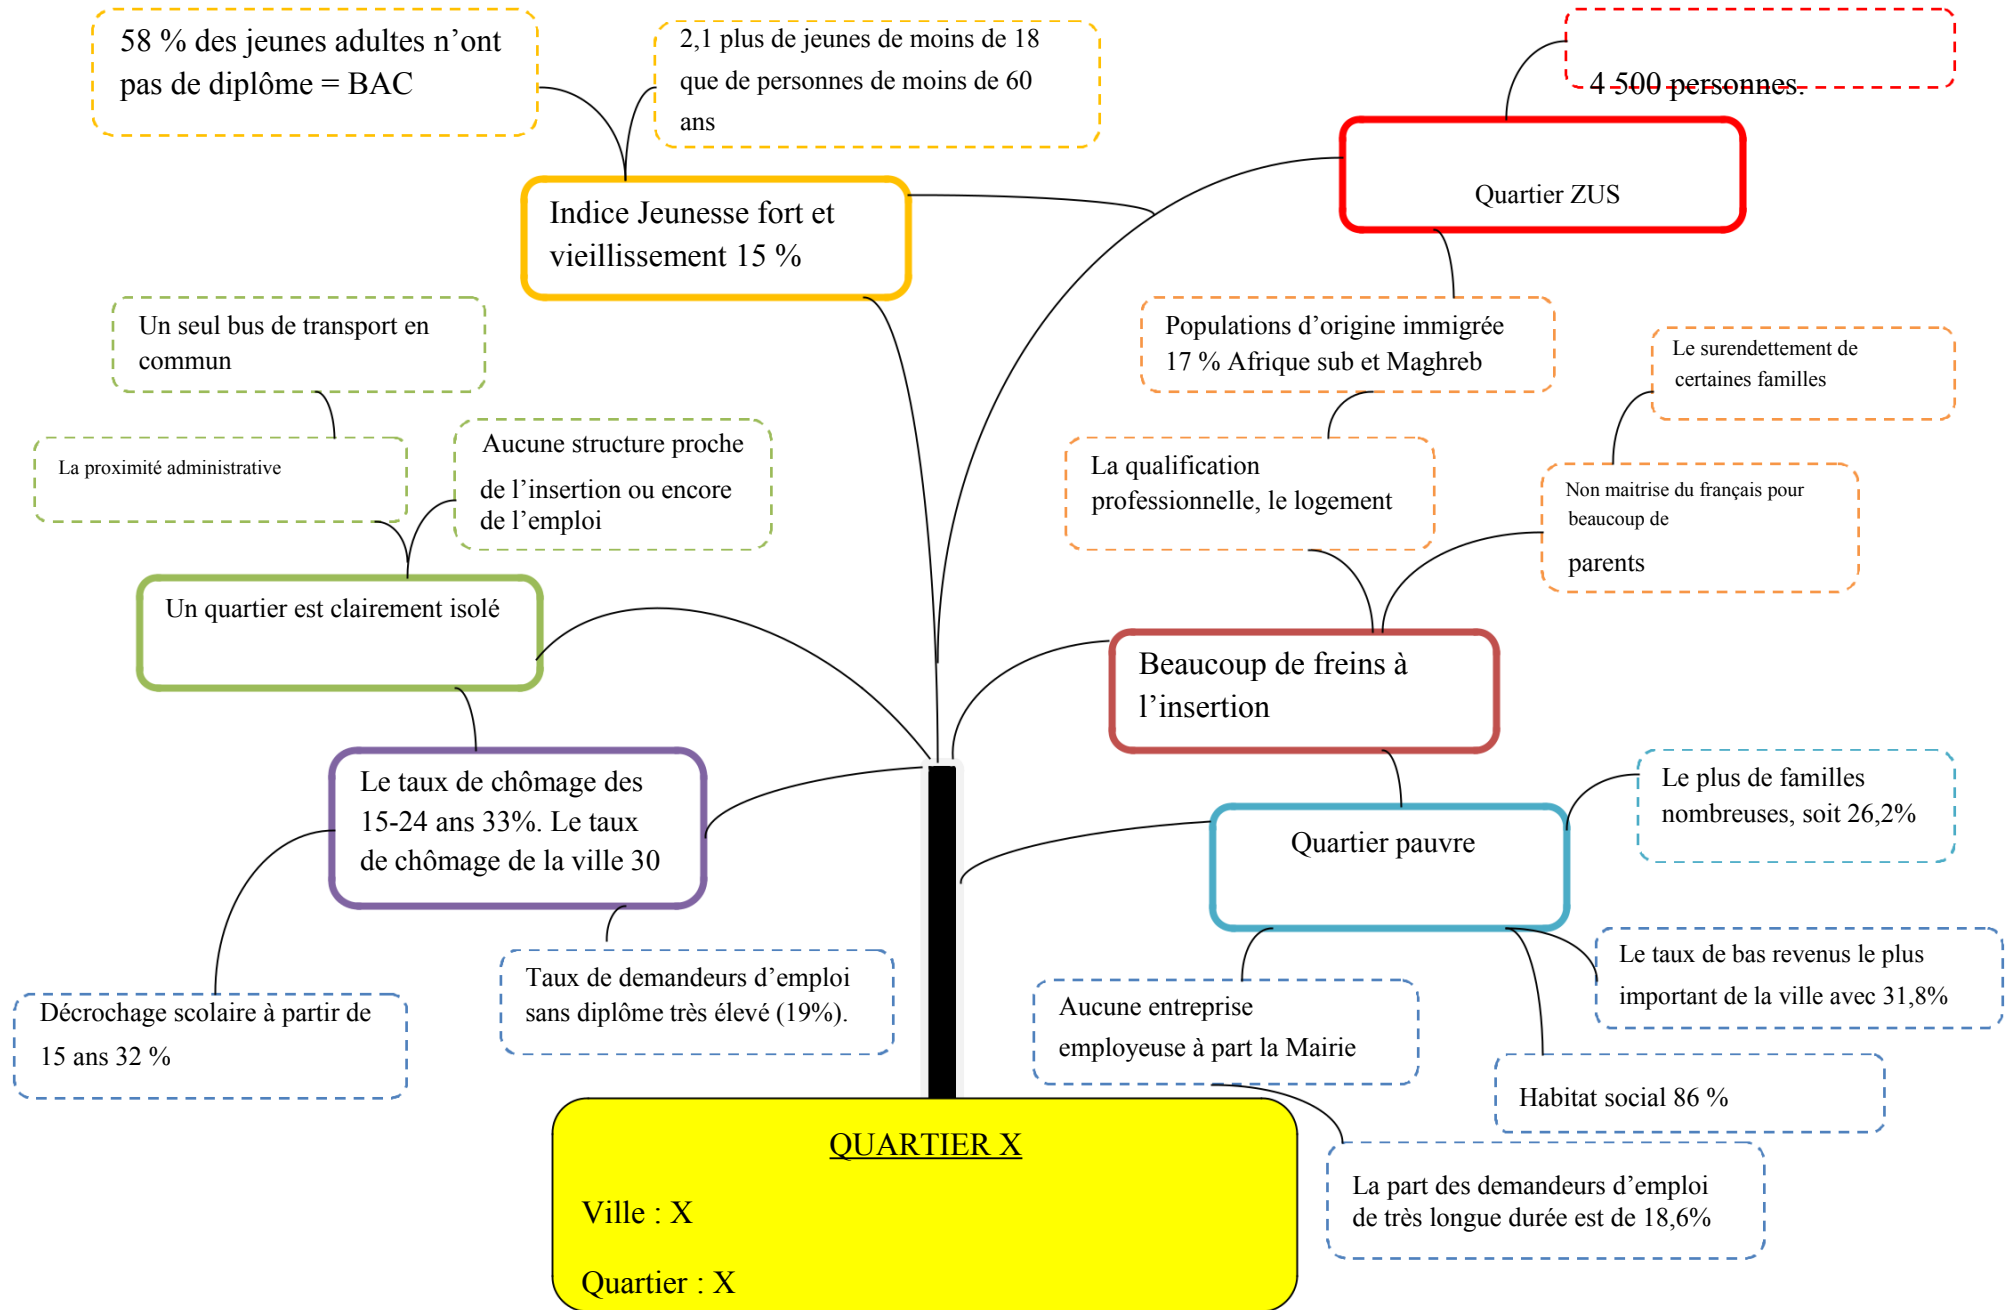 58 % des jeunes adultes n’ont
pas de diplôme = BAC
2,1 plus de jeunes de moins de 18
que de personnes de moins de 60
ans
4 500 personnes.
Quartier ZUS
Indice Jeunesse fort et
vieillissement 15 %
Un seul bus de transport en
commun
Populations d’origine immigrée
17 % Afrique sub et Maghreb
Le surendettement de
certaines familles
La proximité administrative
Aucune structure proche
de l’insertion ou encore
de l’emploi
La qualification
professionnelle, le logement
Non maitrise du français pour
beaucoup de
parents
Un quartier est clairement isolé
Beaucoup de freins à
l’insertion
Le taux de chômage des
15-24 ans 33%. Le taux
de chômage de la ville 30
Quartier pauvre
Le plus de familles
nombreuses, soit 26,2%
Décrochage scolaire à partir de
15 ans 32 %
Taux de demandeurs d’emploi
sans diplôme très élevé (19%).
Aucune entreprise
employeuse à part la Mairie
Le taux de bas revenus le plus
important de la ville avec 31,8%
Habitat social 86 %
La part des demandeurs d’emploi
de très longue durée est de 18,6%
QUARTIER X
Ville : X
Quartier : X